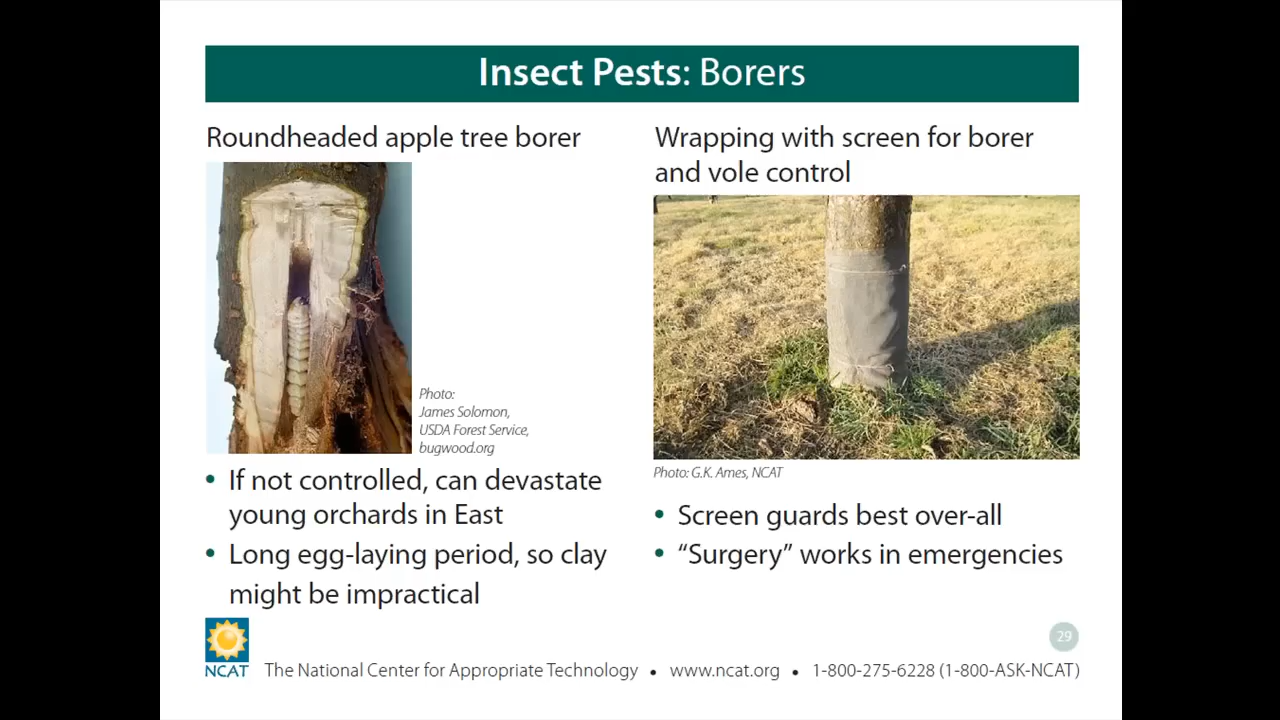 Insect Pests: Borers
Roundheaded apple tree borer
Photo:
James Solomon,
USDA Forest Service,
bugwood.org
• If not controlled, can devastate
young orchards in East
• Long egg-laying period, so clay
might be impractical
Wrapping with screen for borer
and vole control
Photo: G.K. Ames, NCAT
• Screen guards best over-all
• “Surgery” works in emergencies
29
NCAT
The National Center for Appropriate Technology • www.ncat.org • 1-800-275-6228 (1-800-ASK-NCAT)